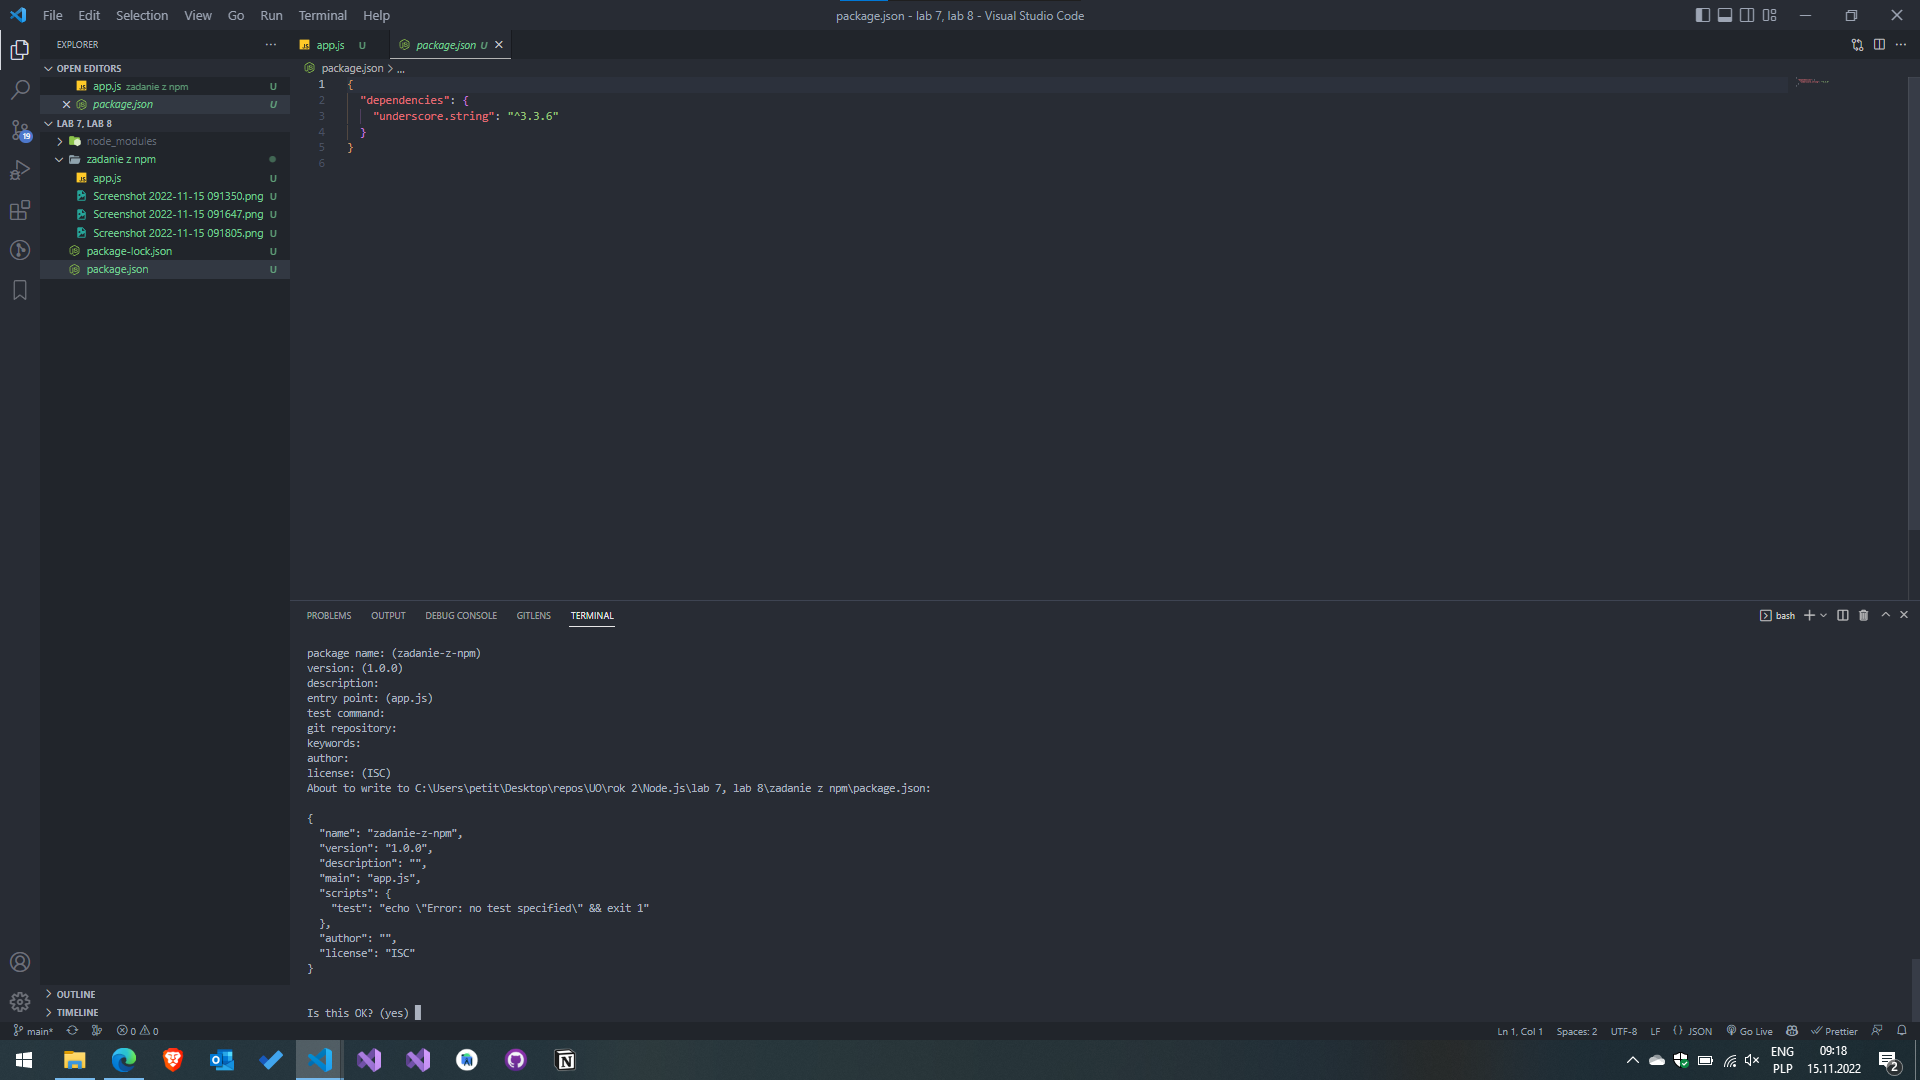 File Edit Selection View Go Run Terminal Help
package.json - lab 7, lab 8 - Visual Studio Code
EXPLORER
OPEN EDITORS
app.js zadanie z npm U
package.json U
LAB 7, LAB 8
node_modules
zadanie z npm
app.js U
Screenshot 2022-11-15 091350.png U
Screenshot 2022-11-15 091647.png U
Screenshot 2022-11-15 091805.png U
package-lock.json U
package.json U
OUTLINE
TIMELINE
19
app.js U
package.json U
package.json > ...
1 {
2 "dependencies": {
3 "underscore.string": "^3.3.6"
4 }
5 }
6
PROBLEMS OUTPUT DEBUG CONSOLE GITLENS TERMINAL
bash
package name: (zadanie-z-npm)
version: (1.0.0)
description:
entry point: (app.js)
test command:
git repository:
keywords:
author:
license: (ISC)
About to write to C:\Users\petit\Desktop\repos\UO\rok 2\Node.js\lab 7, lab 8\zadanie z npm\package.json:
{
"name": "zadanie-z-npm",
"version": "1.0.0",
"description": "",
"main": "app.js",
"scripts": {
"test": "echo \"Error: no test specified\" && exit 1"
},
"author": "",
"license": "ISC"
}
Is this OK? (yes)
main* 0 0
Ln 1, Col 1 Spaces: 2 UTF-8 LF {} JSON Go Live Prettier
ENG
PLP
09:18
15.11.2022
2